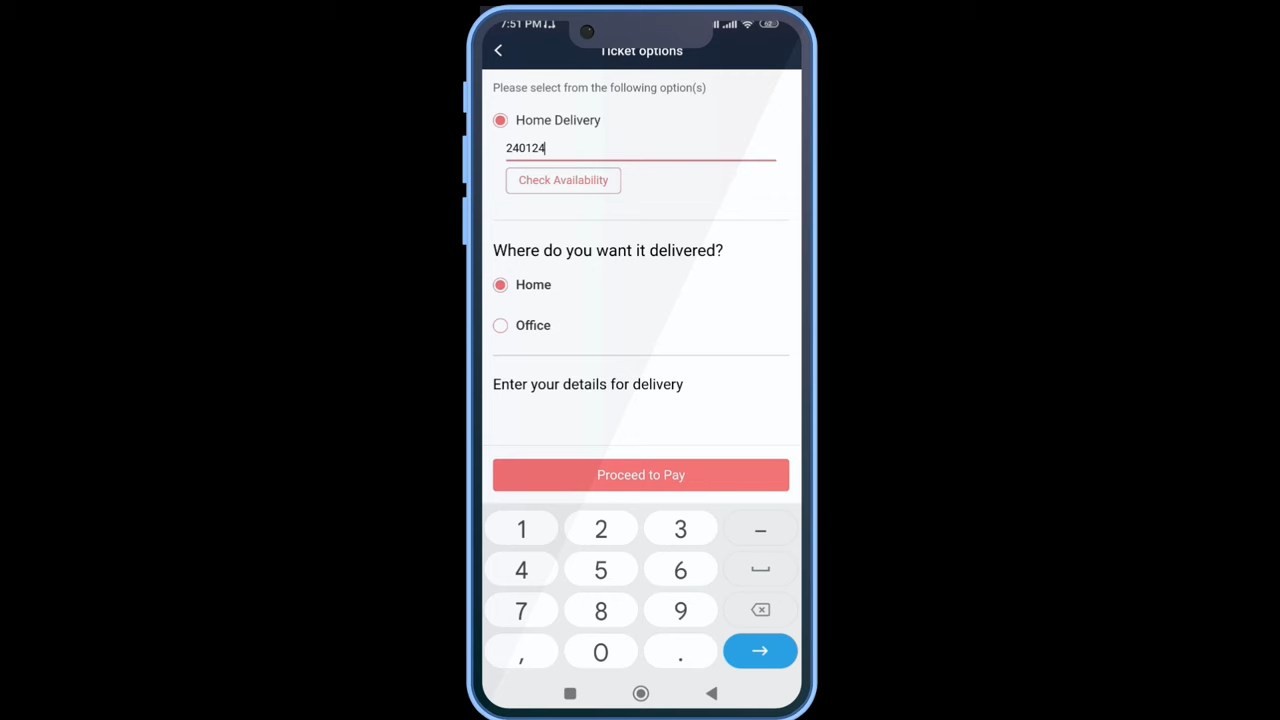 7:51 PM
Ticket options
Please select from the following option(s)
Home Delivery
240124
Check Availability
Where do you want it delivered?
Home
Office
Enter your details for delivery
Proceed to Pay
1 2 3 –
4 5 6
7 8 9
, 0 .